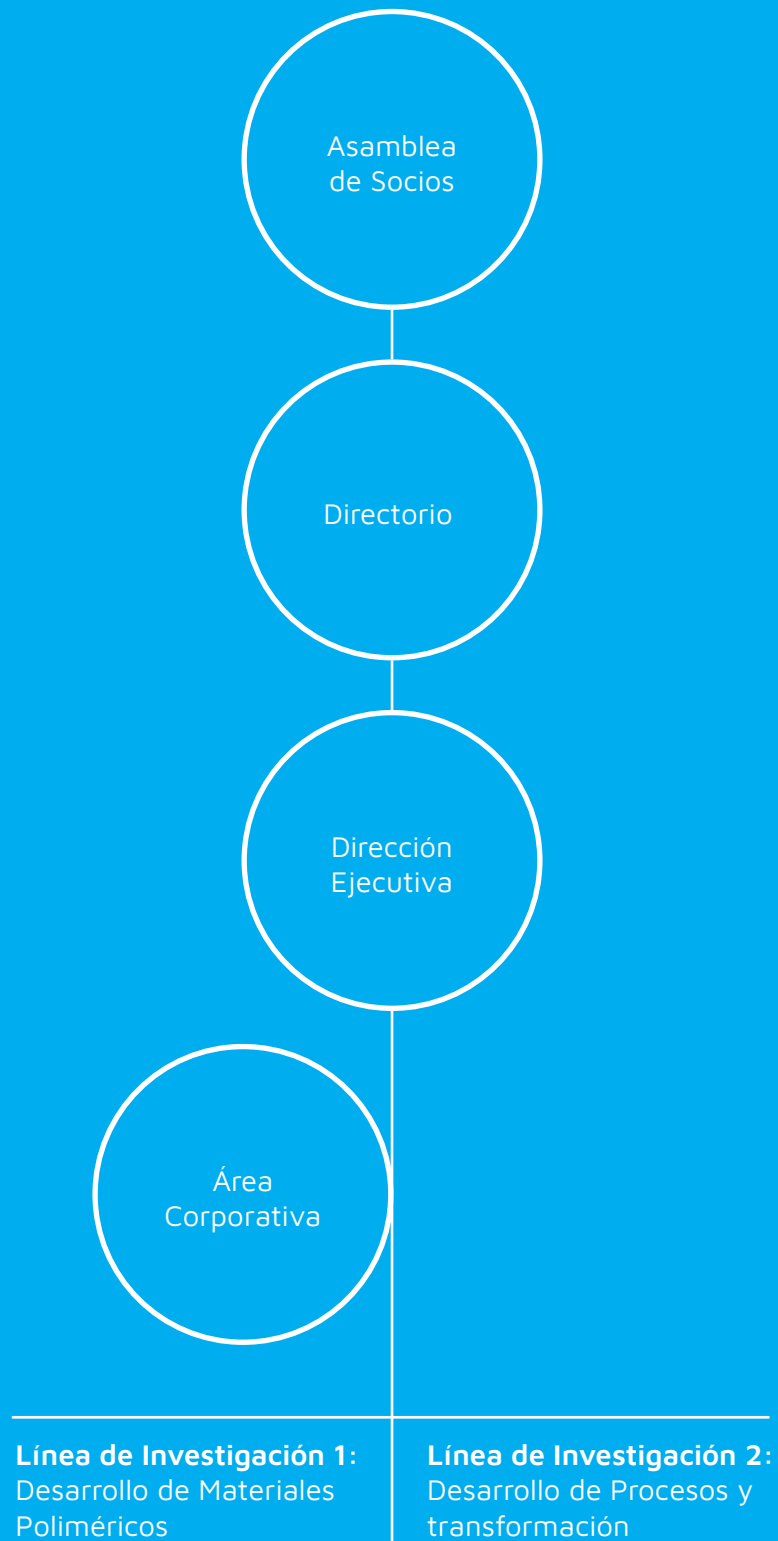 Asamblea
de Socios
Directorio
Dirección
Ejecutiva
Área
Corporativa
Línea de Investigación 1:
Desarrollo de Materiales
Poliméricos
Línea de Investigación 2:
Desarrollo de Procesos y
transformación